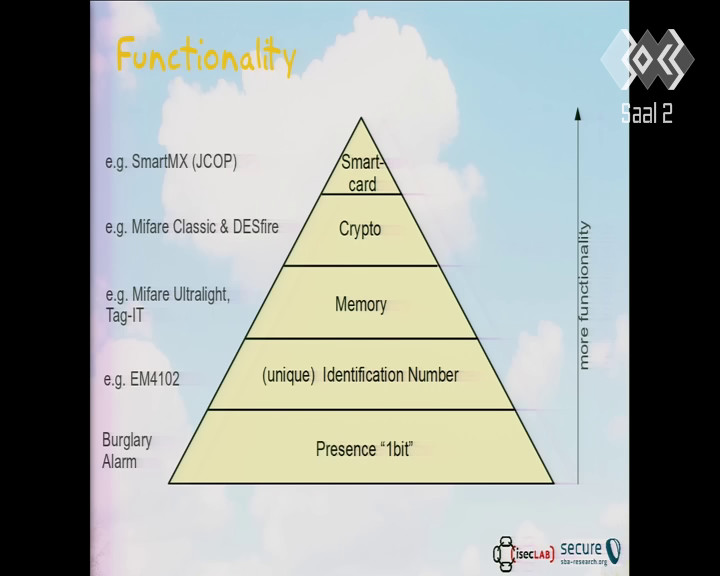 Functionality
Saal 2
e.g. SmartMX (JCOP)
Smart-
card
e.g. Mifare Classic & DESfire
Crypto
e.g. Mifare Ultralight,
Tag-IT
Memory
e.g. EM4102
(unique) Identification Number
Burglary
Alarm
Presence “1bit”
more functionality
isecLAB
secure
sba-research.org